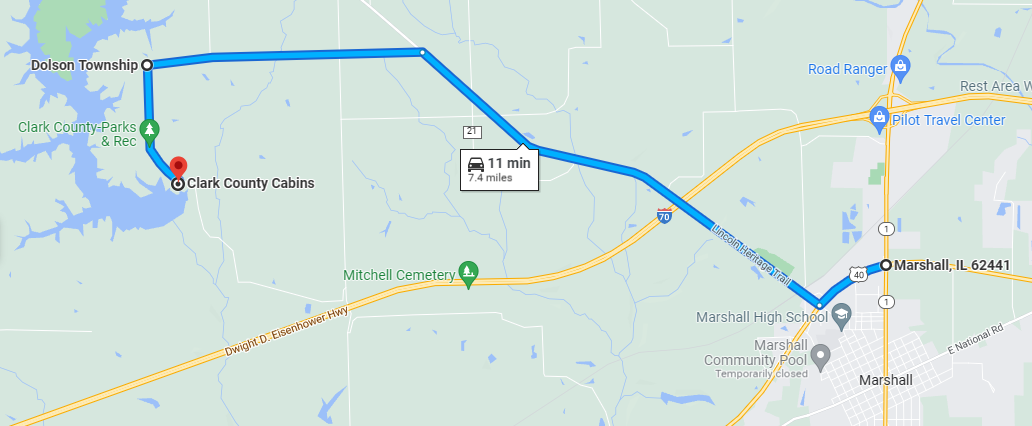 Dolson Township
Clark County Parks
& Rec
Clark County Cabins
21
11 min
7.4 miles
Road Ranger
Rest Area W
Pilot Travel Center
70
1
Lincoln Heritage Trail
40
Marshall, IL 62441
1
Mitchell Cemetery
Dwight D. Eisenhower Hwy
Marshall High School
Marshall
Community Pool
Temporarily closed
E National Rd
Marshall